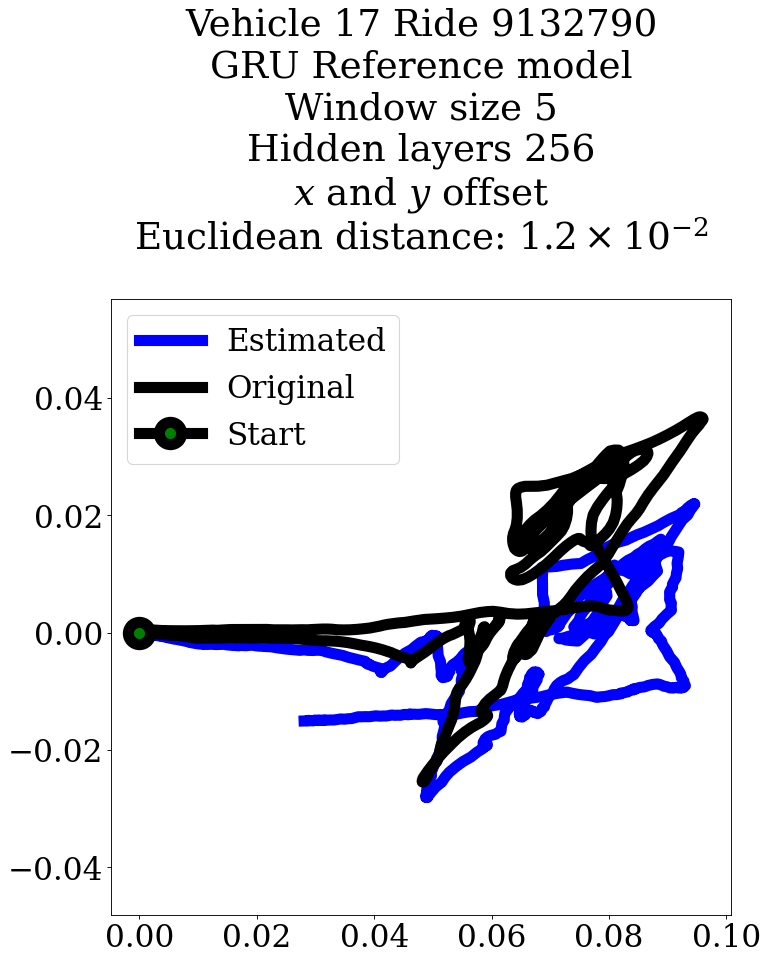 Vehicle 17 Ride 9132790
GRU Reference model
Window size 5
Hidden layers 256
x and y offset
Euclidean distance: 1.2 × 10⁻²
Estimated
Original
Start
0.04
0.02
0.00
−0.02
−0.04
0.00 0.02 0.04 0.06 0.08 0.10